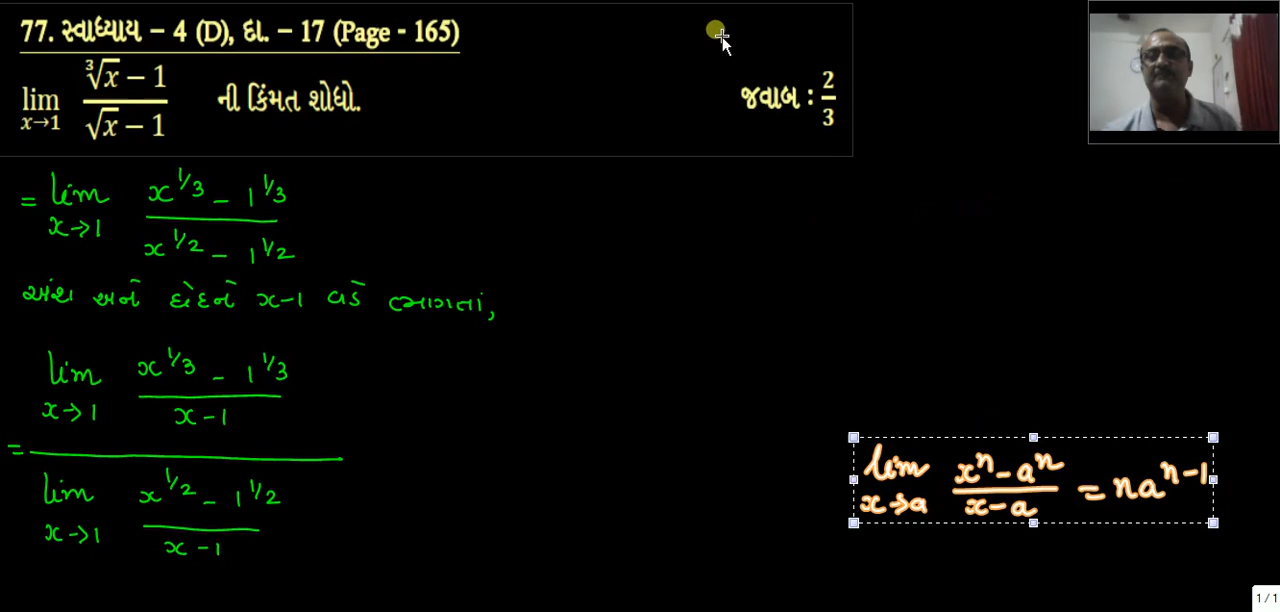 77. સ્વાધ્યાય – 4 (D), દા. – 17 (Page - 165)
lim x→1 (∛x − 1)/(√x − 1) ની કિંમત શોધો. જવાબ : 2/3
= lim x→1 (x^1/3 − 1^1/3)/(x^1/2 − 1^1/2)
અંશ અને છેદને x−1 વડે ભાગતાં,
= (lim x→1 (x^1/3 − 1^1/3)/(x−1)) / (lim x→1 (x^1/2 − 1^1/2)/(x−1))
lim x→a (x^n − a^n)/(x−a) = na^n−1
1/1